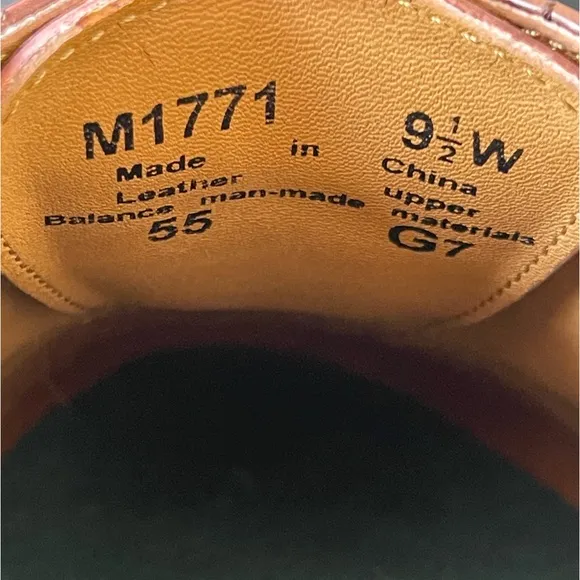 M1771 9½W
Made in China
Leather upper
Balance man-made materials
55 G7